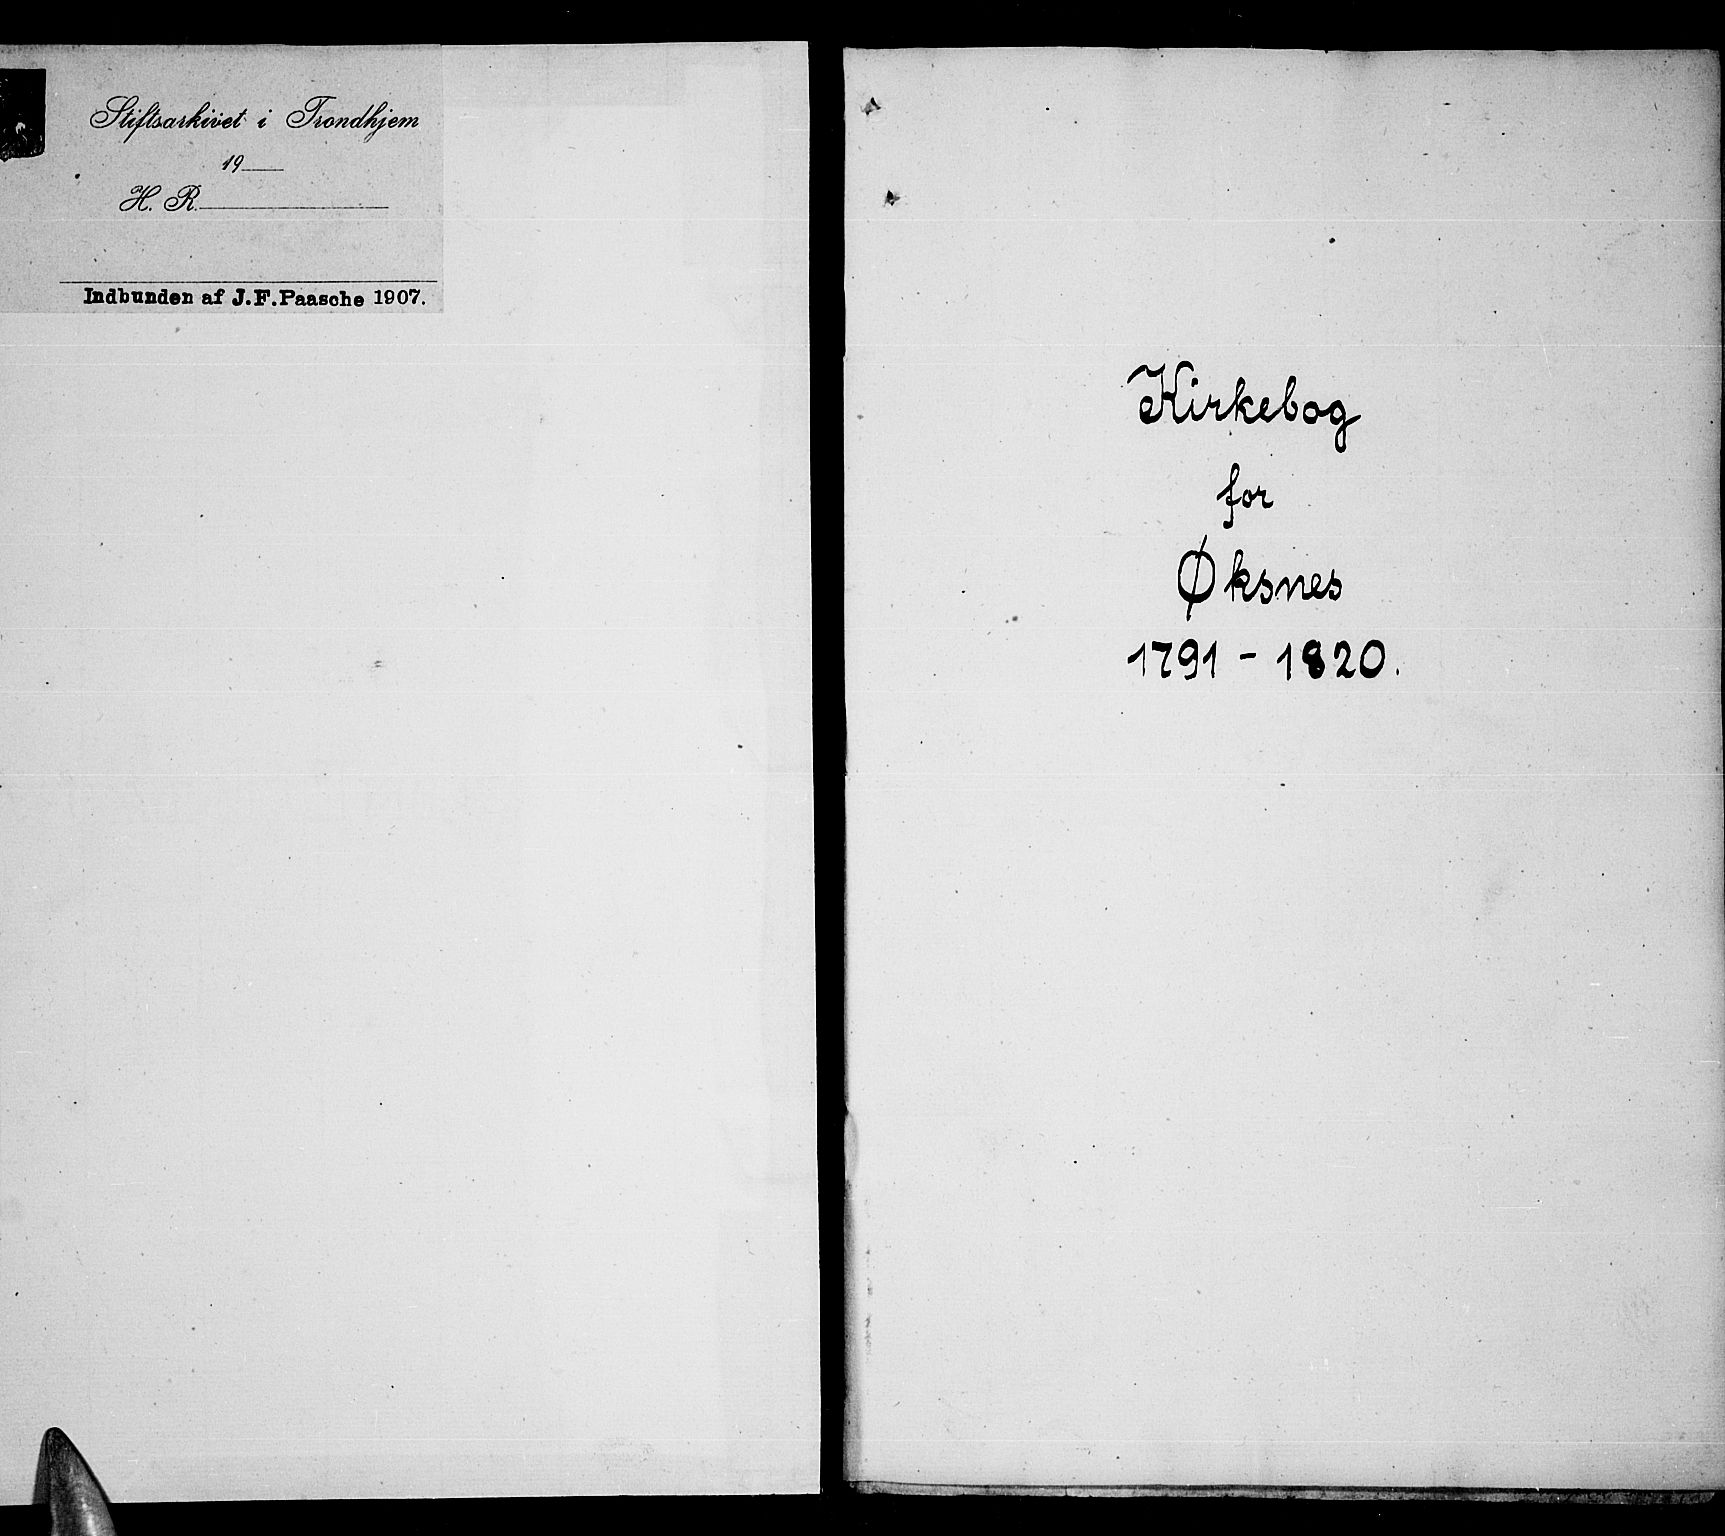 Stiftsarkivet i Trondhjem
19
H. R.
Indbunden af J. F. Paasche 1907.
Kirkebog
for
Øksnes
1791 - 1820.